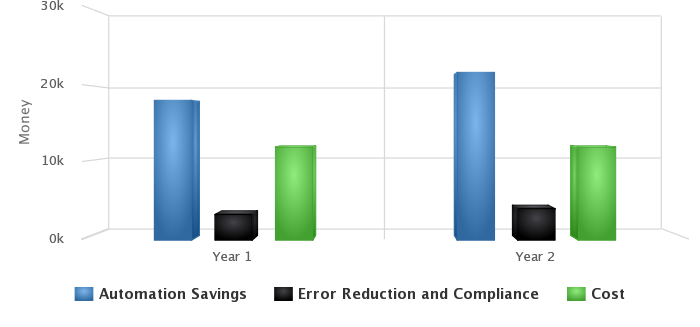 30k
20k
10k
0k
Money
Year 1
Year 2
Automation Savings
Error Reduction and Compliance
Cost